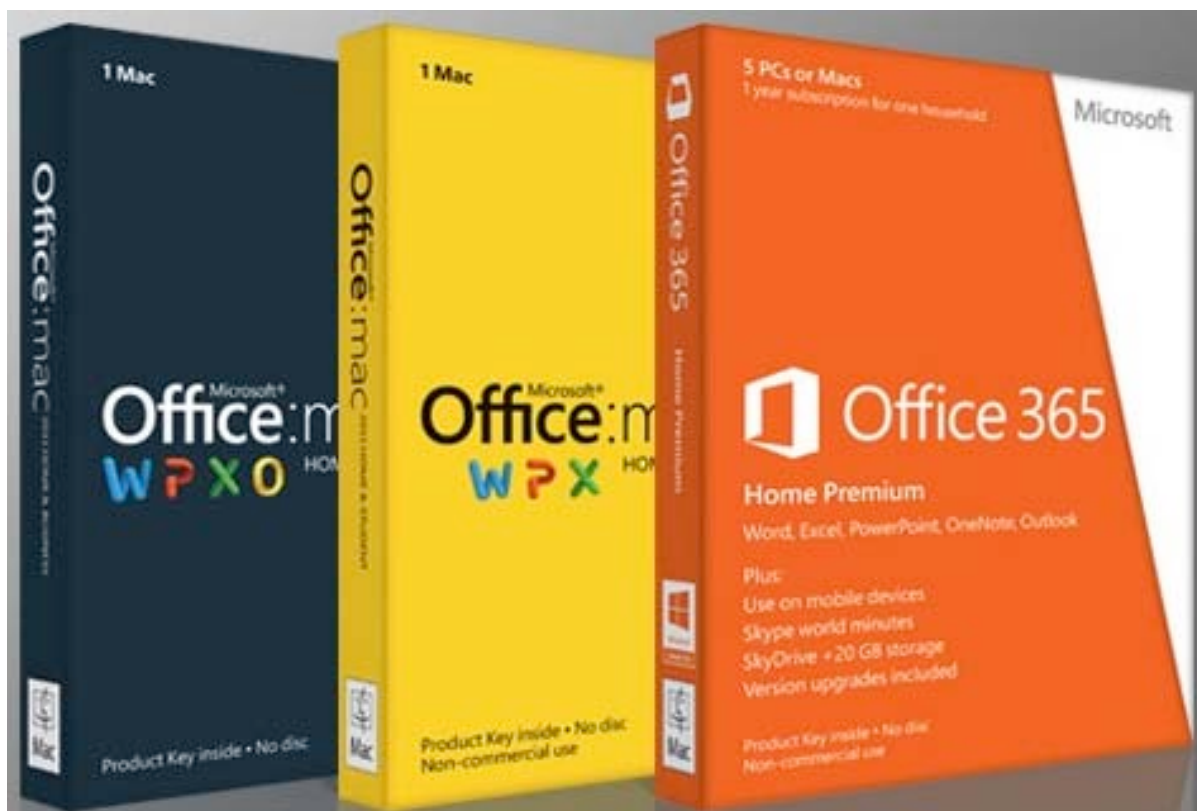 1 Mac
Office:mac
Microsoft®
Office:m
W P X O
HOM
Product Key inside • No disc
Mac
1 Mac
Office:mac
Microsoft®
Office:m
W P X
HOM
Product Key inside • No disc
Non-commercial use
Mac
5 PCs or Macs
1 year subscription for one household
Microsoft
Office 365
Home Premium
Office 365
Home Premium
Word, Excel, PowerPoint, OneNote, Outlook
Plus:
Use on mobile devices
Skype world minutes
SkyDrive +20 GB storage
Version upgrades included
Product Key inside • No disc
Non-commercial use
Mac